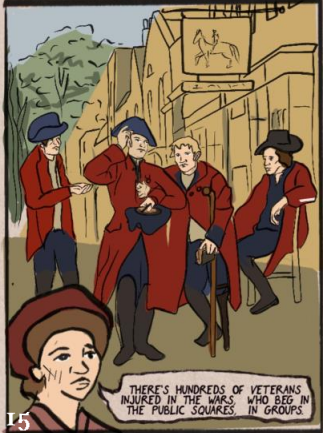 THERE'S HUNDREDS OF VETERANS
INJURED IN THE WARS, WHO BEG IN
THE PUBLIC SQUARES, IN GROUPS.
15